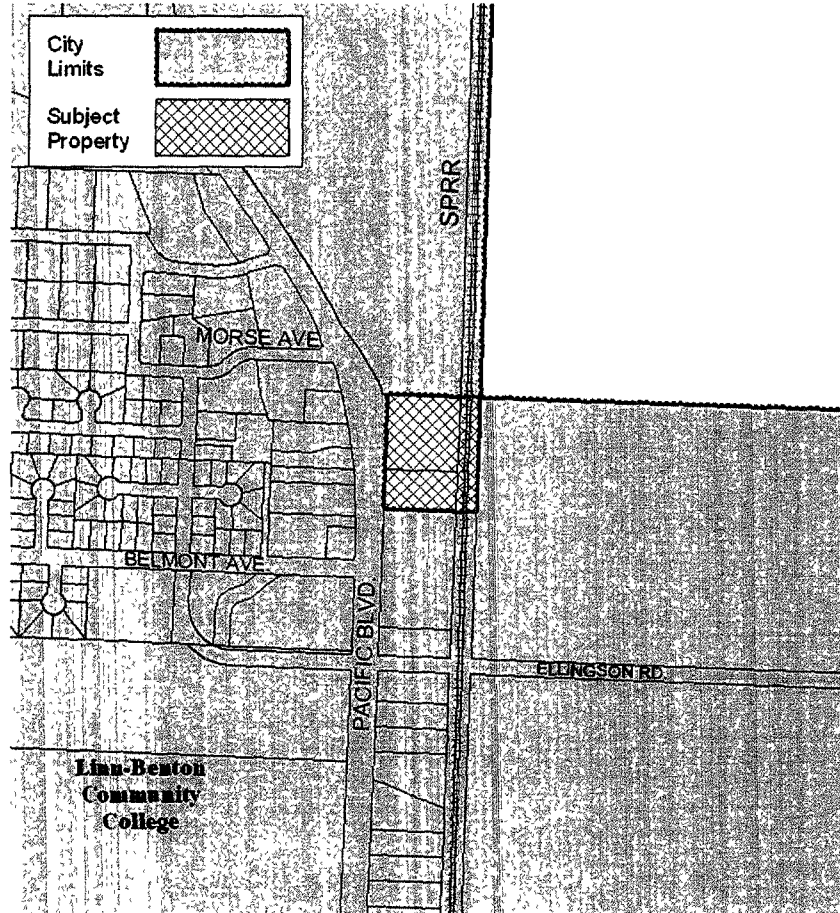 City
Limits
Subject
Property
SPRR
MORSE AVE
BELMONT AVE.
PACIFIC BLVD
ELLINGSON RD.
Linn-Benton
Community
College